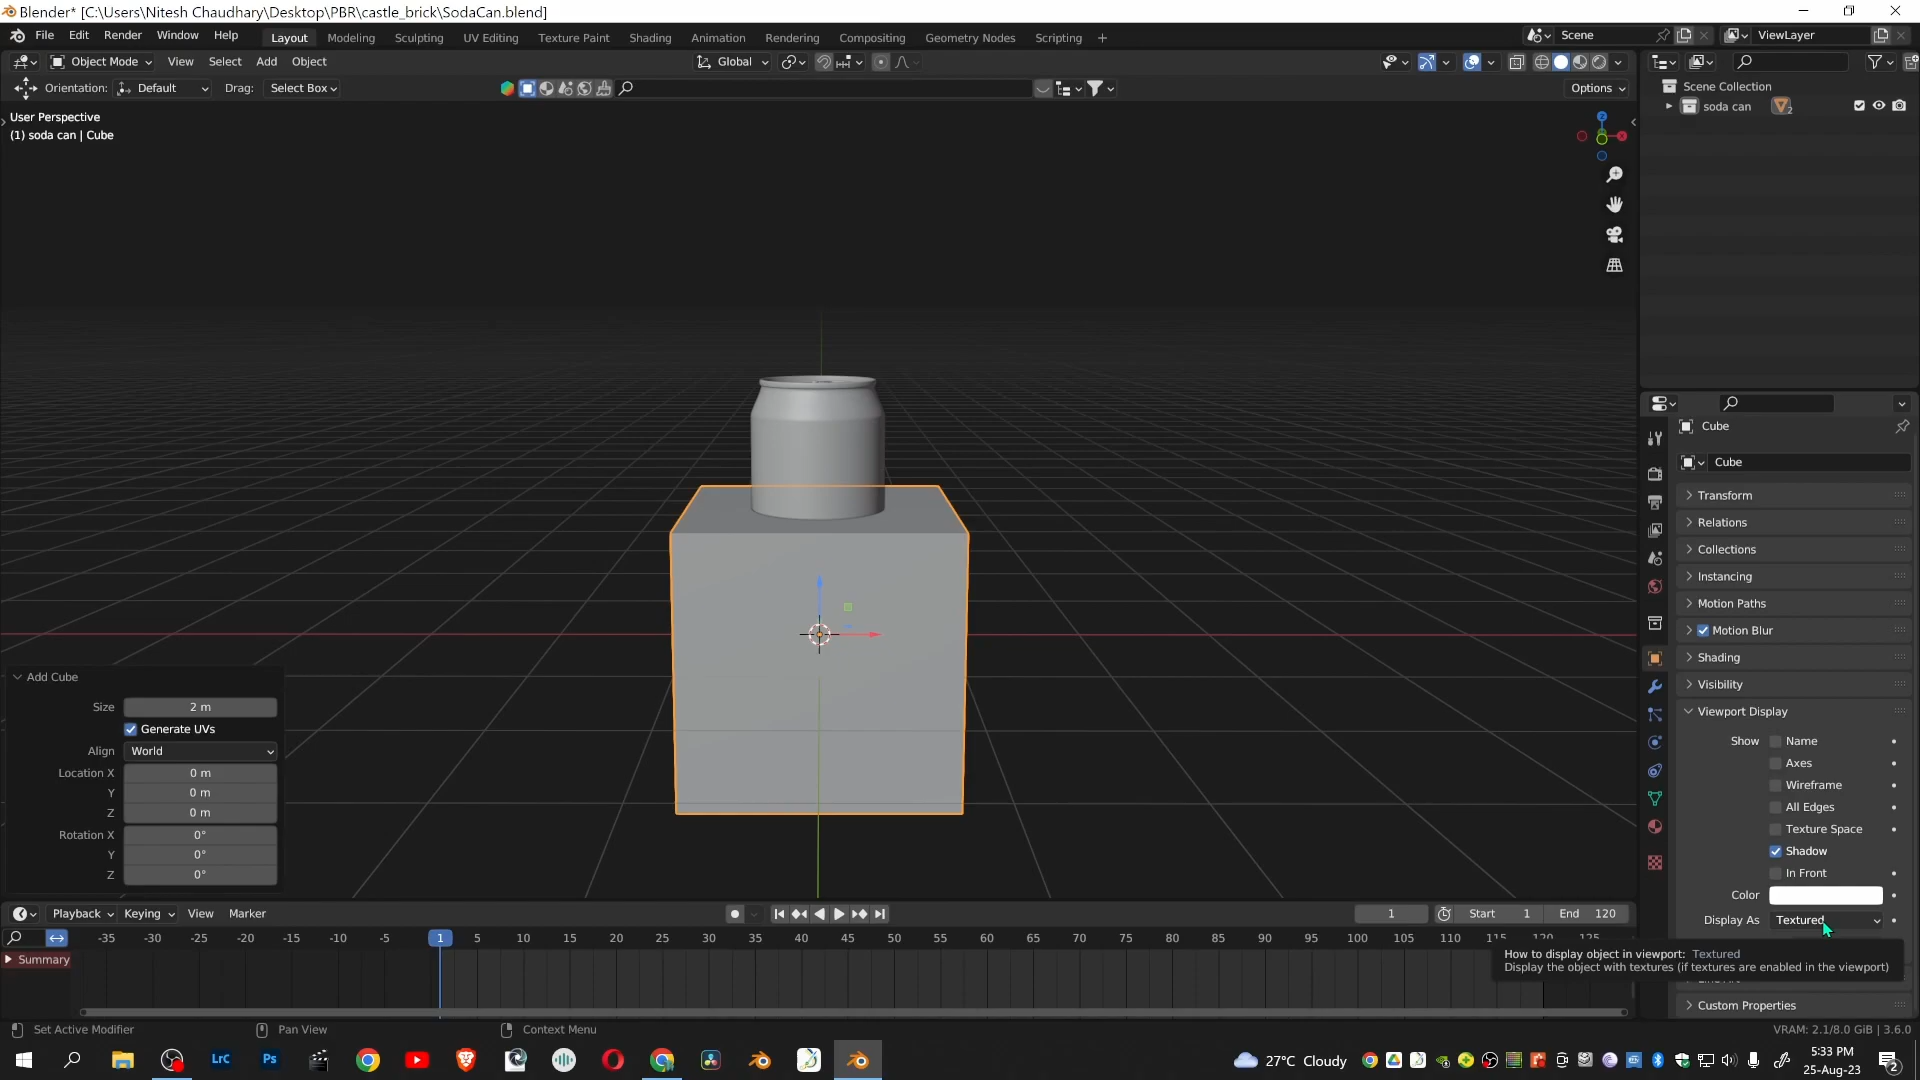 Blender* [C:\Users\Nitesh Chaudhary\Desktop\PBR\castle_brick\SodaCan.blend]
File Edit Render Window Help Layout Modeling Sculpting UV Editing Texture Paint Shading Animation Rendering Compositing Geometry Nodes Scripting + Scene ViewLayer
Object Mode View Select Add Object Global
Orientation: Default Drag: Select Box Options
User Perspective
(1) soda can | Cube
Scene Collection
soda can 2
Z
X
Cube
Cube
Transform
Relations
Collections
Instancing
Motion Paths
Motion Blur
Shading
Visibility
Viewport Display
Show Name
Axes
Wireframe
All Edges
Texture Space
Shadow
In Front
Color
Display As Textured
How to display object in viewport: Textured
Display the object with textures (if textures are enabled in the viewport)
Custom Properties
Add Cube
Size 2 m
Generate UVs
Align World
Location X 0 m
Y 0 m
Z 0 m
Rotation X 0°
Y 0°
Z 0°
Playback Keying View Marker 1 Start 1 End 120
-35 -30 -25 -20 -15 -10 -5 1 5 10 15 20 25 30 35 40 45 50 55 60 65 70 75 80 85 90 95 100 105 110 115 120 125
Summary
Set Active Modifier Pan View Context Menu VRAM: 2.1/8.0 GiB | 3.6.0
LrC Ps 27°C Cloudy 5:33 PM
25-Aug-23 2